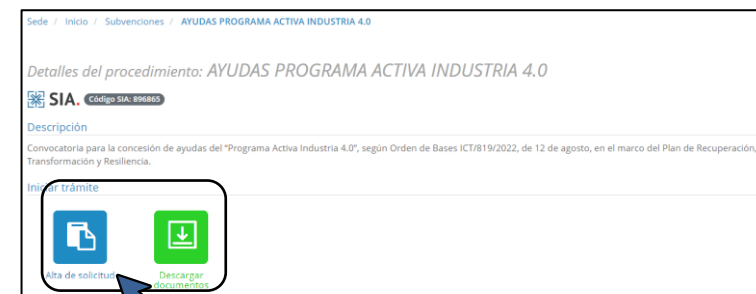 Sede / Inicio / Subvenciones / AYUDAS PROGRAMA ACTIVA INDUSTRIA 4.0
Detalles del procedimiento: AYUDAS PROGRAMA ACTIVA INDUSTRIA 4.0
SIA. Código SIA: 896865
Descripción
Convocatoria para la concesión de ayudas del "Programa Activa Industria 4.0", según Orden de Bases ICT/819/2022, de 12 de agosto, en el marco del Plan de Recuperación,
Transformación y Resiliencia.
Iniciar trámite
Alta de solicitud
Descargar
documentos